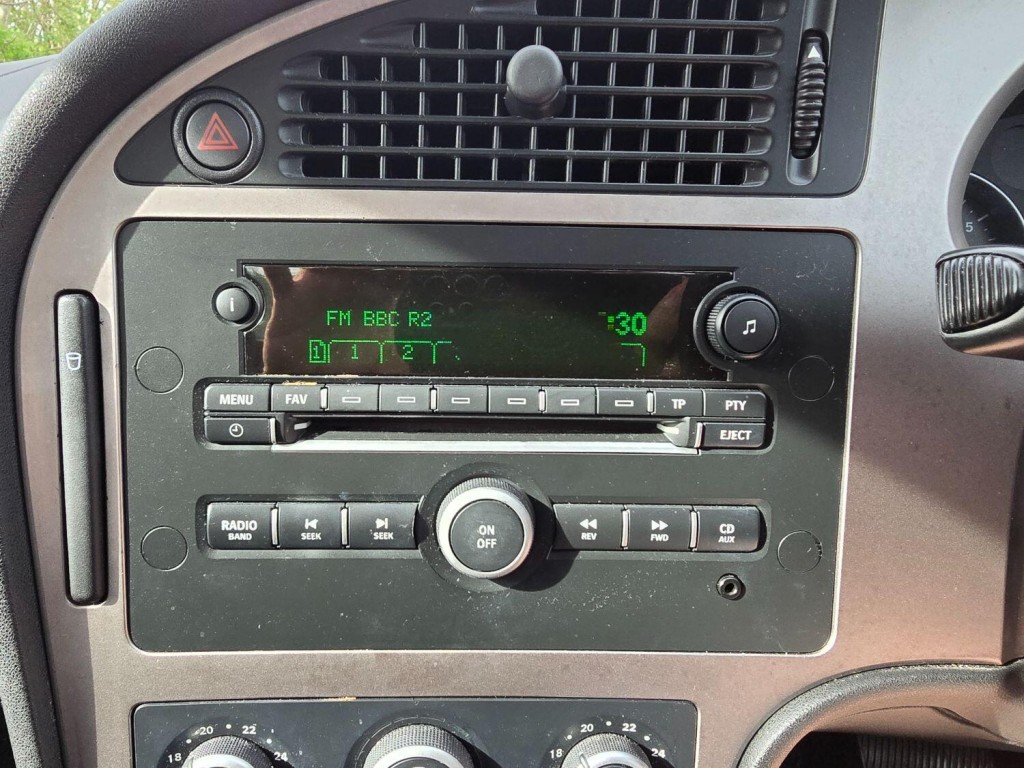 i
FM BBC R2 :30
1 1 2
MENU FAV TP PTY
EJECT
RADIO BAND SEEK SEEK ON OFF REV FWD CD AUX
5
18 20 22 24
18 20 22 24